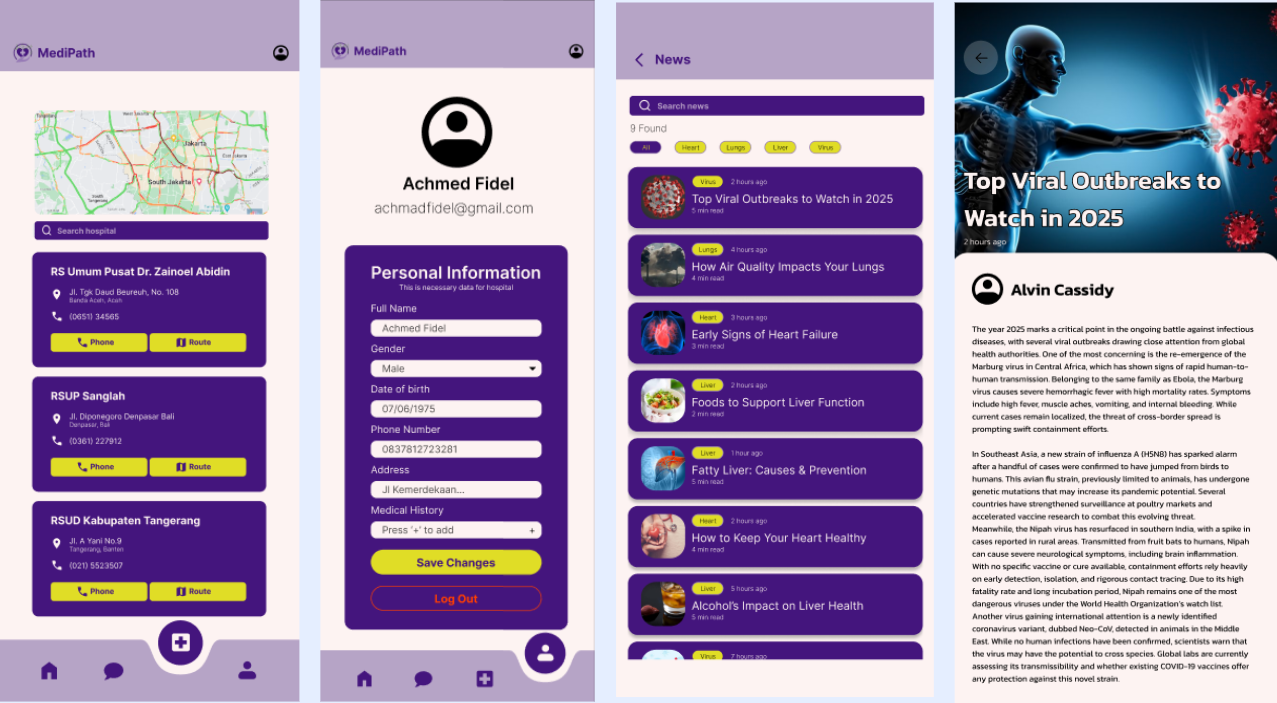 MediPath
Jakarta
South Jakarta
Search hospital
RS Umum Pusat Dr. Zainoel Abidin
Jl. Tgk Daud Beureuh, No. 108
Banda Aceh, Aceh
(0651) 34565
Phone
Route
RSUP Sanglah
Jl. Diponegoro Denpasar Bali
Denpasar, Bali
(0361) 227912
Phone
Route
RSUD Kabupaten Tangerang
Jl. A Yani No.9
Tangerang, Banten
(021) 5523507
Phone
Route
MediPath
Achmed Fidel
achmadfidel@gmail.com
Personal Information
This is necessary data for hospital
Full Name
Achmed Fidel
Gender
Male
Date of birth
07/06/1975
Phone Number
0837812723281
Address
Jl Kemerdekaan...
Medical History
Press '+' to add +
Save Changes
Log Out
News
Search news
9 Found
All Heart Lungs Liver Virus
Virus 2 hours ago
Top Viral Outbreaks to Watch in 2025
5 min read
Lungs 4 hours ago
How Air Quality Impacts Your Lungs
4 min read
Heart 3 hours ago
Early Signs of Heart Failure
3 min read
Liver 2 hours ago
Foods to Support Liver Function
2 min read
Liver 1 hour ago
Fatty Liver: Causes & Prevention
5 min read
Heart 2 hours ago
How to Keep Your Heart Healthy
4 min read
Liver 5 hours ago
Alcohol's Impact on Liver Health
5 min read
Virus 7 hours ago
Top Viral Outbreaks to
Watch in 2025
2 hours ago
Alvin Cassidy
The year 2025 marks a critical point in the ongoing battle against infectious
diseases, with several viral outbreaks drawing close attention from global
health authorities. One of the most concerning is the re-emergence of the
Marburg virus in Central Africa, which has shown signs of rapid human-to-
human transmission. Belonging to the same family as Ebola, the Marburg
virus causes severe hemorrhagic fever with high mortality rates. Symptoms
include high fever, muscle aches, vomiting, and internal bleeding. While
current cases remain localized, the threat of cross-border spread is
prompting swift containment efforts.
In Southeast Asia, a new strain of influenza A (H5N8) has sparked alarm
after a handful of cases were confirmed to have jumped from birds to
humans. This avian flu strain, previously limited to animals, has undergone
genetic mutations that may increase its pandemic potential. Several
countries have strengthened surveillance at poultry markets and
accelerated vaccine research to combat this evolving threat.
Meanwhile, the Nipah virus has resurfaced in southern India, with a spike in
cases reported in rural areas. Transmitted from fruit bats to humans, Nipah
can cause severe neurological symptoms, including brain inflammation.
With no specific vaccine or cure available, containment efforts rely heavily
on early detection, isolation, and rigorous contact tracing. Due to its high
fatality rate and long incubation period, Nipah remains one of the most
dangerous viruses under the World Health Organization's watch list.
Another virus gaining international attention is a newly identified
coronavirus variant, dubbed Neo-CoV, detected in animals in the Middle
East. While no human infections have been confirmed, scientists warn that
the virus may have the potential to cross species. Global labs are currently
assessing its transmissibility and whether existing COVID-19 vaccines offer
any protection against this novel strain.